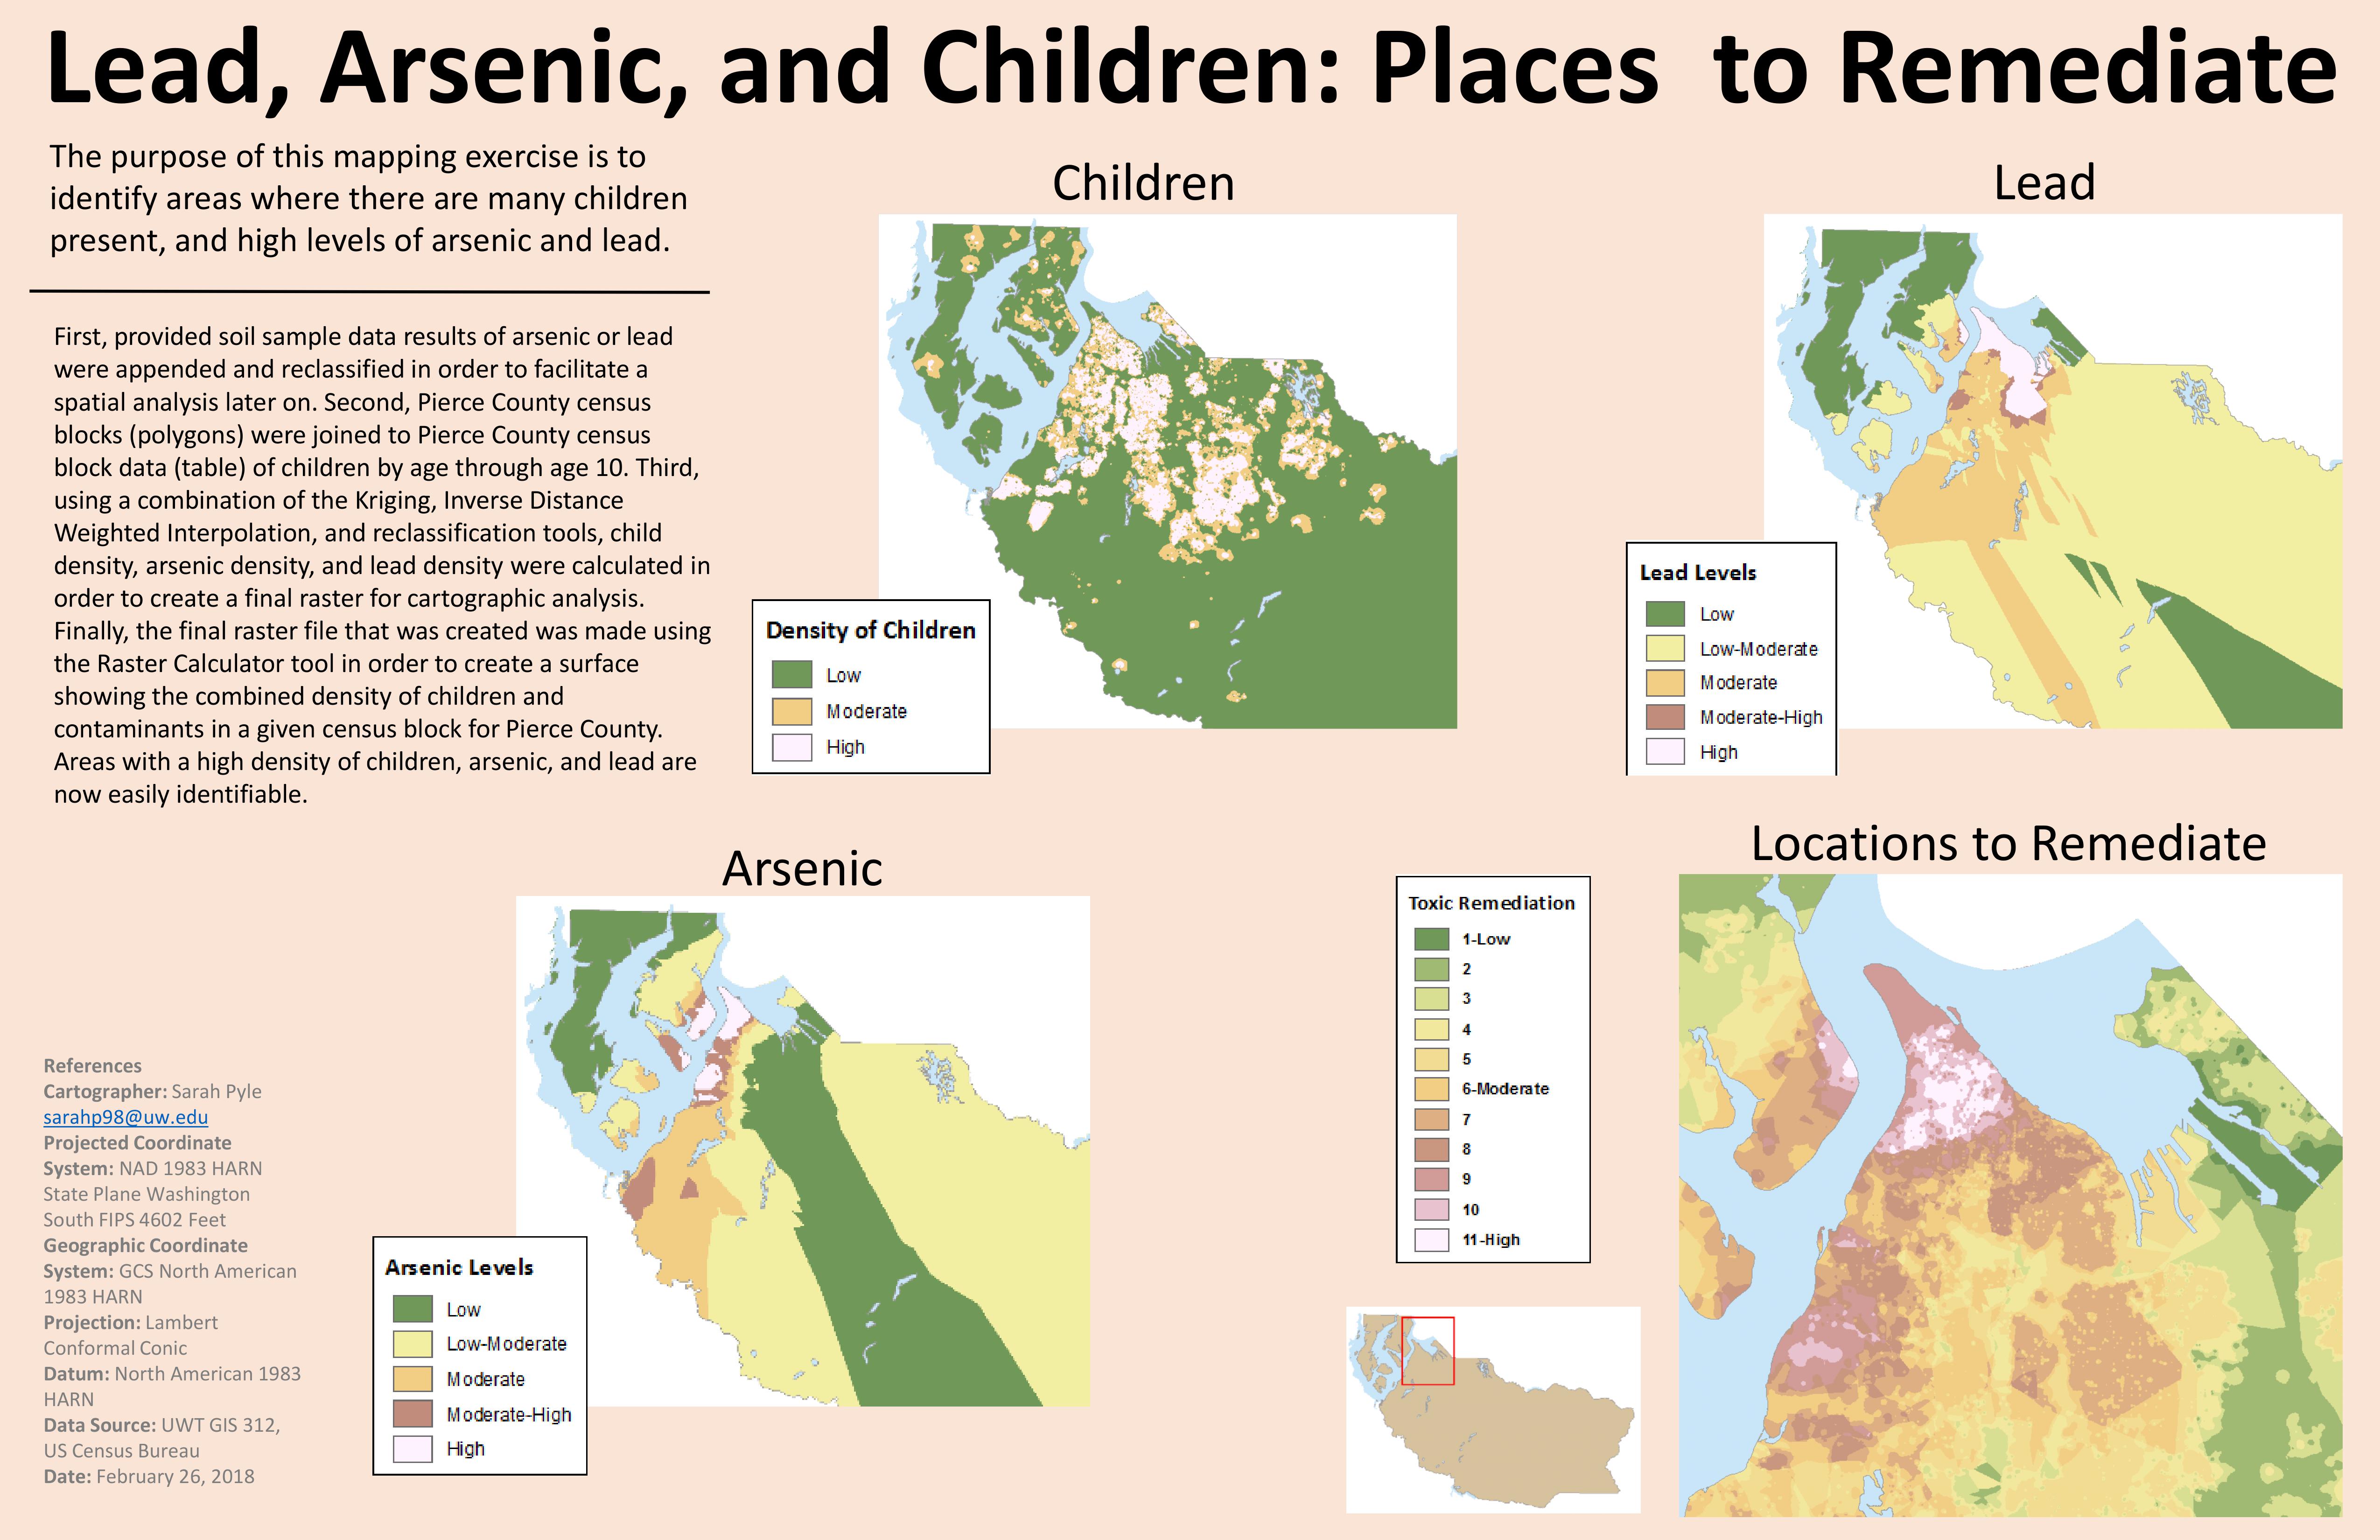 Lead, Arsenic, and Children: Places  to Remediate
The purpose of this mapping exercise is to
identify areas where there are many children
present, and high levels of arsenic and lead.
First, provided soil sample data results of arsenic or lead
were appended and reclassified in order to facilitate a
spatial analysis later on. Second, Pierce County census
blocks (polygons) were joined to Pierce County census
block data (table) of children by age through age 10. Third,
using a combination of the Kriging, Inverse Distance
Weighted Interpolation, and reclassification tools, child
density, arsenic density, and lead density were calculated in
order to create a final raster for cartographic analysis.
Finally, the final raster file that was created was made using
the Raster Calculator tool in order to create a surface
showing the combined density of children and
contaminants in a given census block for Pierce County.
Areas with a high density of children, arsenic, and lead are
now easily identifiable.
Children
Density of Children
Low
Moderate
High
Lead
Lead Levels
Low
Low-Moderate
Moderate
Moderate-High
High
Arsenic
Arsenic Levels
Low
Low-Moderate
Moderate
Moderate-High
High
Locations to Remediate
Toxic Remediation
1-Low
2
3
4
5
6-Moderate
7
8
9
10
11-High
References
Cartographer: Sarah Pyle
sarahp98@uw.edu
Projected Coordinate
System: NAD 1983 HARN
State Plane Washington
South FIPS 4602 Feet
Geographic Coordinate
System: GCS North American
1983 HARN
Projection: Lambert
Conformal Conic
Datum: North American 1983
HARN
Data Source: UWT GIS 312,
US Census Bureau
Date: February 26, 2018